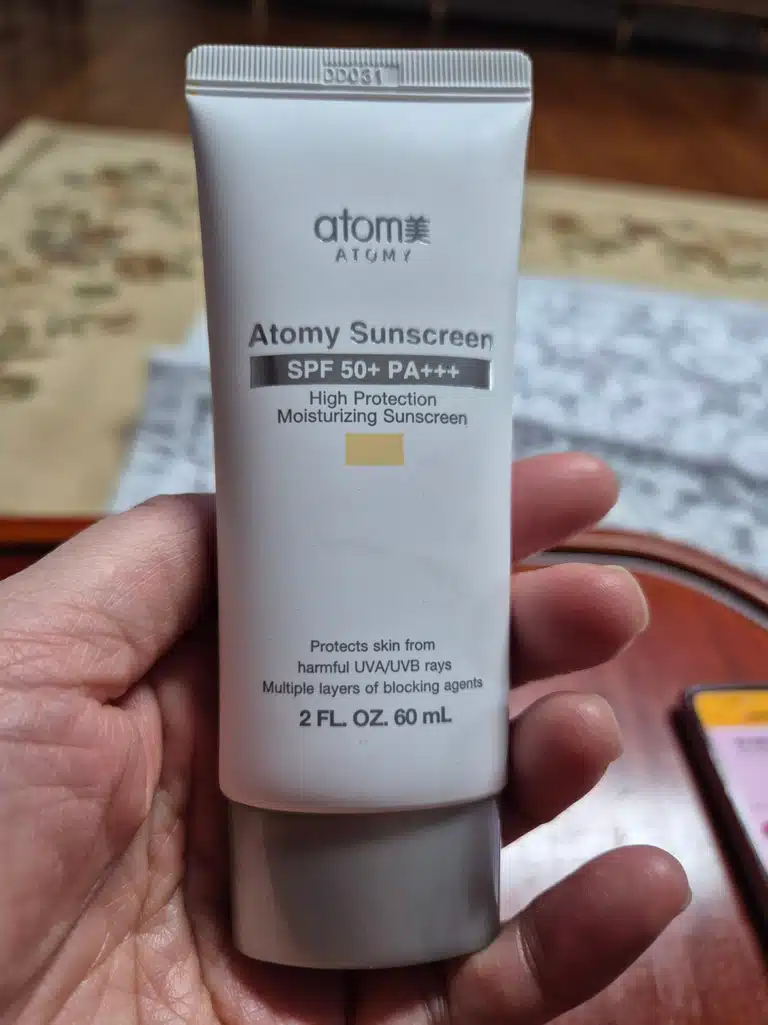 00031
atom美
ATOMY
Atomy Sunscreen
SPF 50+ PA+++
High Protection
Moisturizing Sunscreen
Protects skin from
harmful UVA/UVB rays
Multiple layers of blocking agents
2 FL. OZ. 60 mL